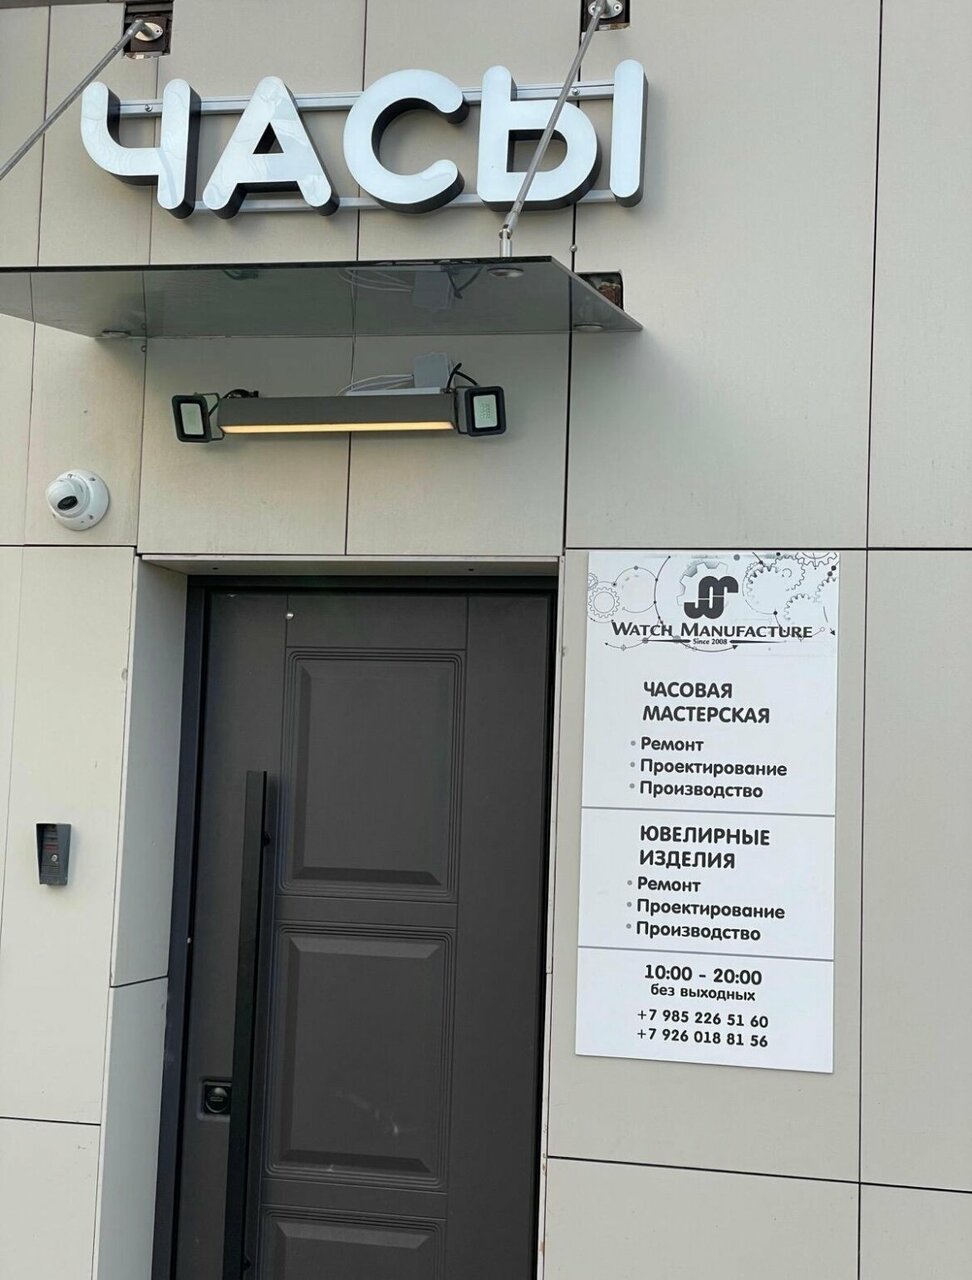 ЧАСЫ
WATCH MANUFACTURE
Since 2008
ЧАСОВАЯ
МАСТЕРСКАЯ
• Ремонт
• Проектирование
• Производство
ЮВЕЛИРНЫЕ
ИЗДЕЛИЯ
• Ремонт
• Проектирование
• Производство
10:00 - 20:00
без выходных
+7 985 226 51 60
+7 926 018 81 56